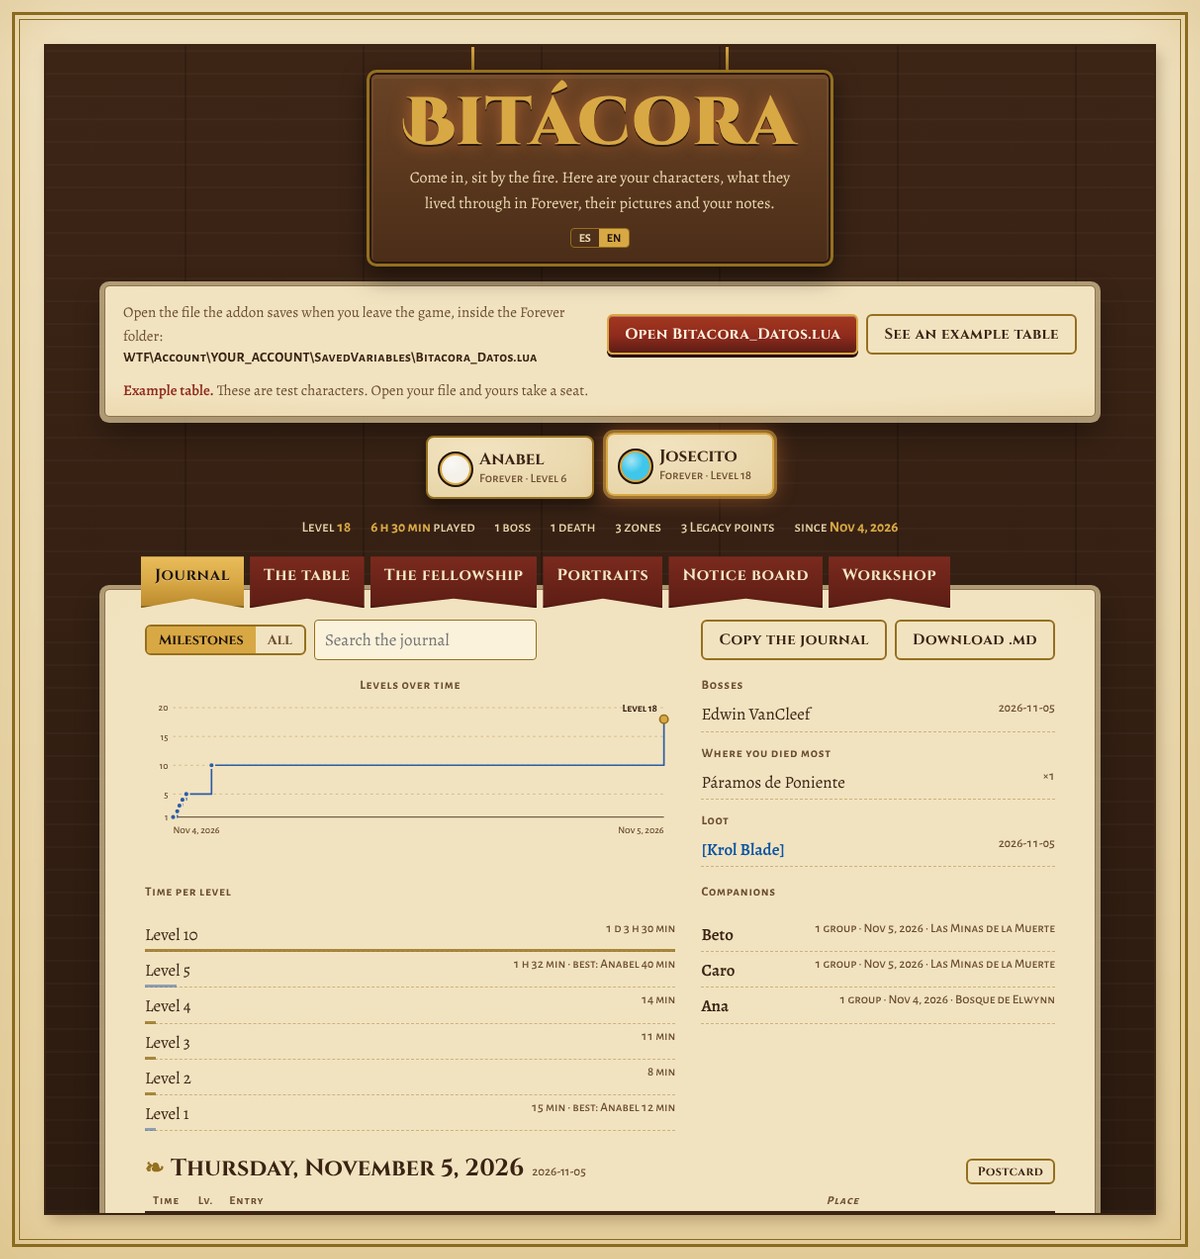 BITÁCORA
Come in, sit by the fire. Here are your characters, what they
lived through in Forever, their pictures and your notes.
ES EN
Open the file the addon saves when you leave the game, inside the Forever
folder:
WTF\Account\YOUR_ACCOUNT\SavedVariables\Bitacora_Datos.lua
Example table. These are test characters. Open your file and yours take a seat.
Open Bitacora_Datos.lua
See an example table
Anabel
Forever · Level 6
Josecito
Forever · Level 18
Level 18 6 h 30 min played 1 boss 1 death 3 zones 3 Legacy points since Nov 4, 2026
Journal The table The fellowship Portraits Notice board Workshop
Milestones All Search the journal Copy the journal Download .md
Levels over time
20
15
10
5
1
Level 18
Nov 4, 2026 Nov 5, 2026
Bosses
Edwin VanCleef 2026-11-05
Where you died most
Páramos de Poniente ×1
Loot
[Krol Blade] 2026-11-05
Time per level
Level 10 1 d 3 h 30 min
Level 5 1 h 32 min · best: Anabel 40 min
Level 4 14 min
Level 3 11 min
Level 2 8 min
Level 1 15 min · best: Anabel 12 min
Companions
Beto 1 group · Nov 5, 2026 · Las Minas de la Muerte
Caro 1 group · Nov 5, 2026 · Las Minas de la Muerte
Ana 1 group · Nov 4, 2026 · Bosque de Elwynn
Thursday, November 5, 2026 2026-11-05 Postcard
Time Lv. Entry Place